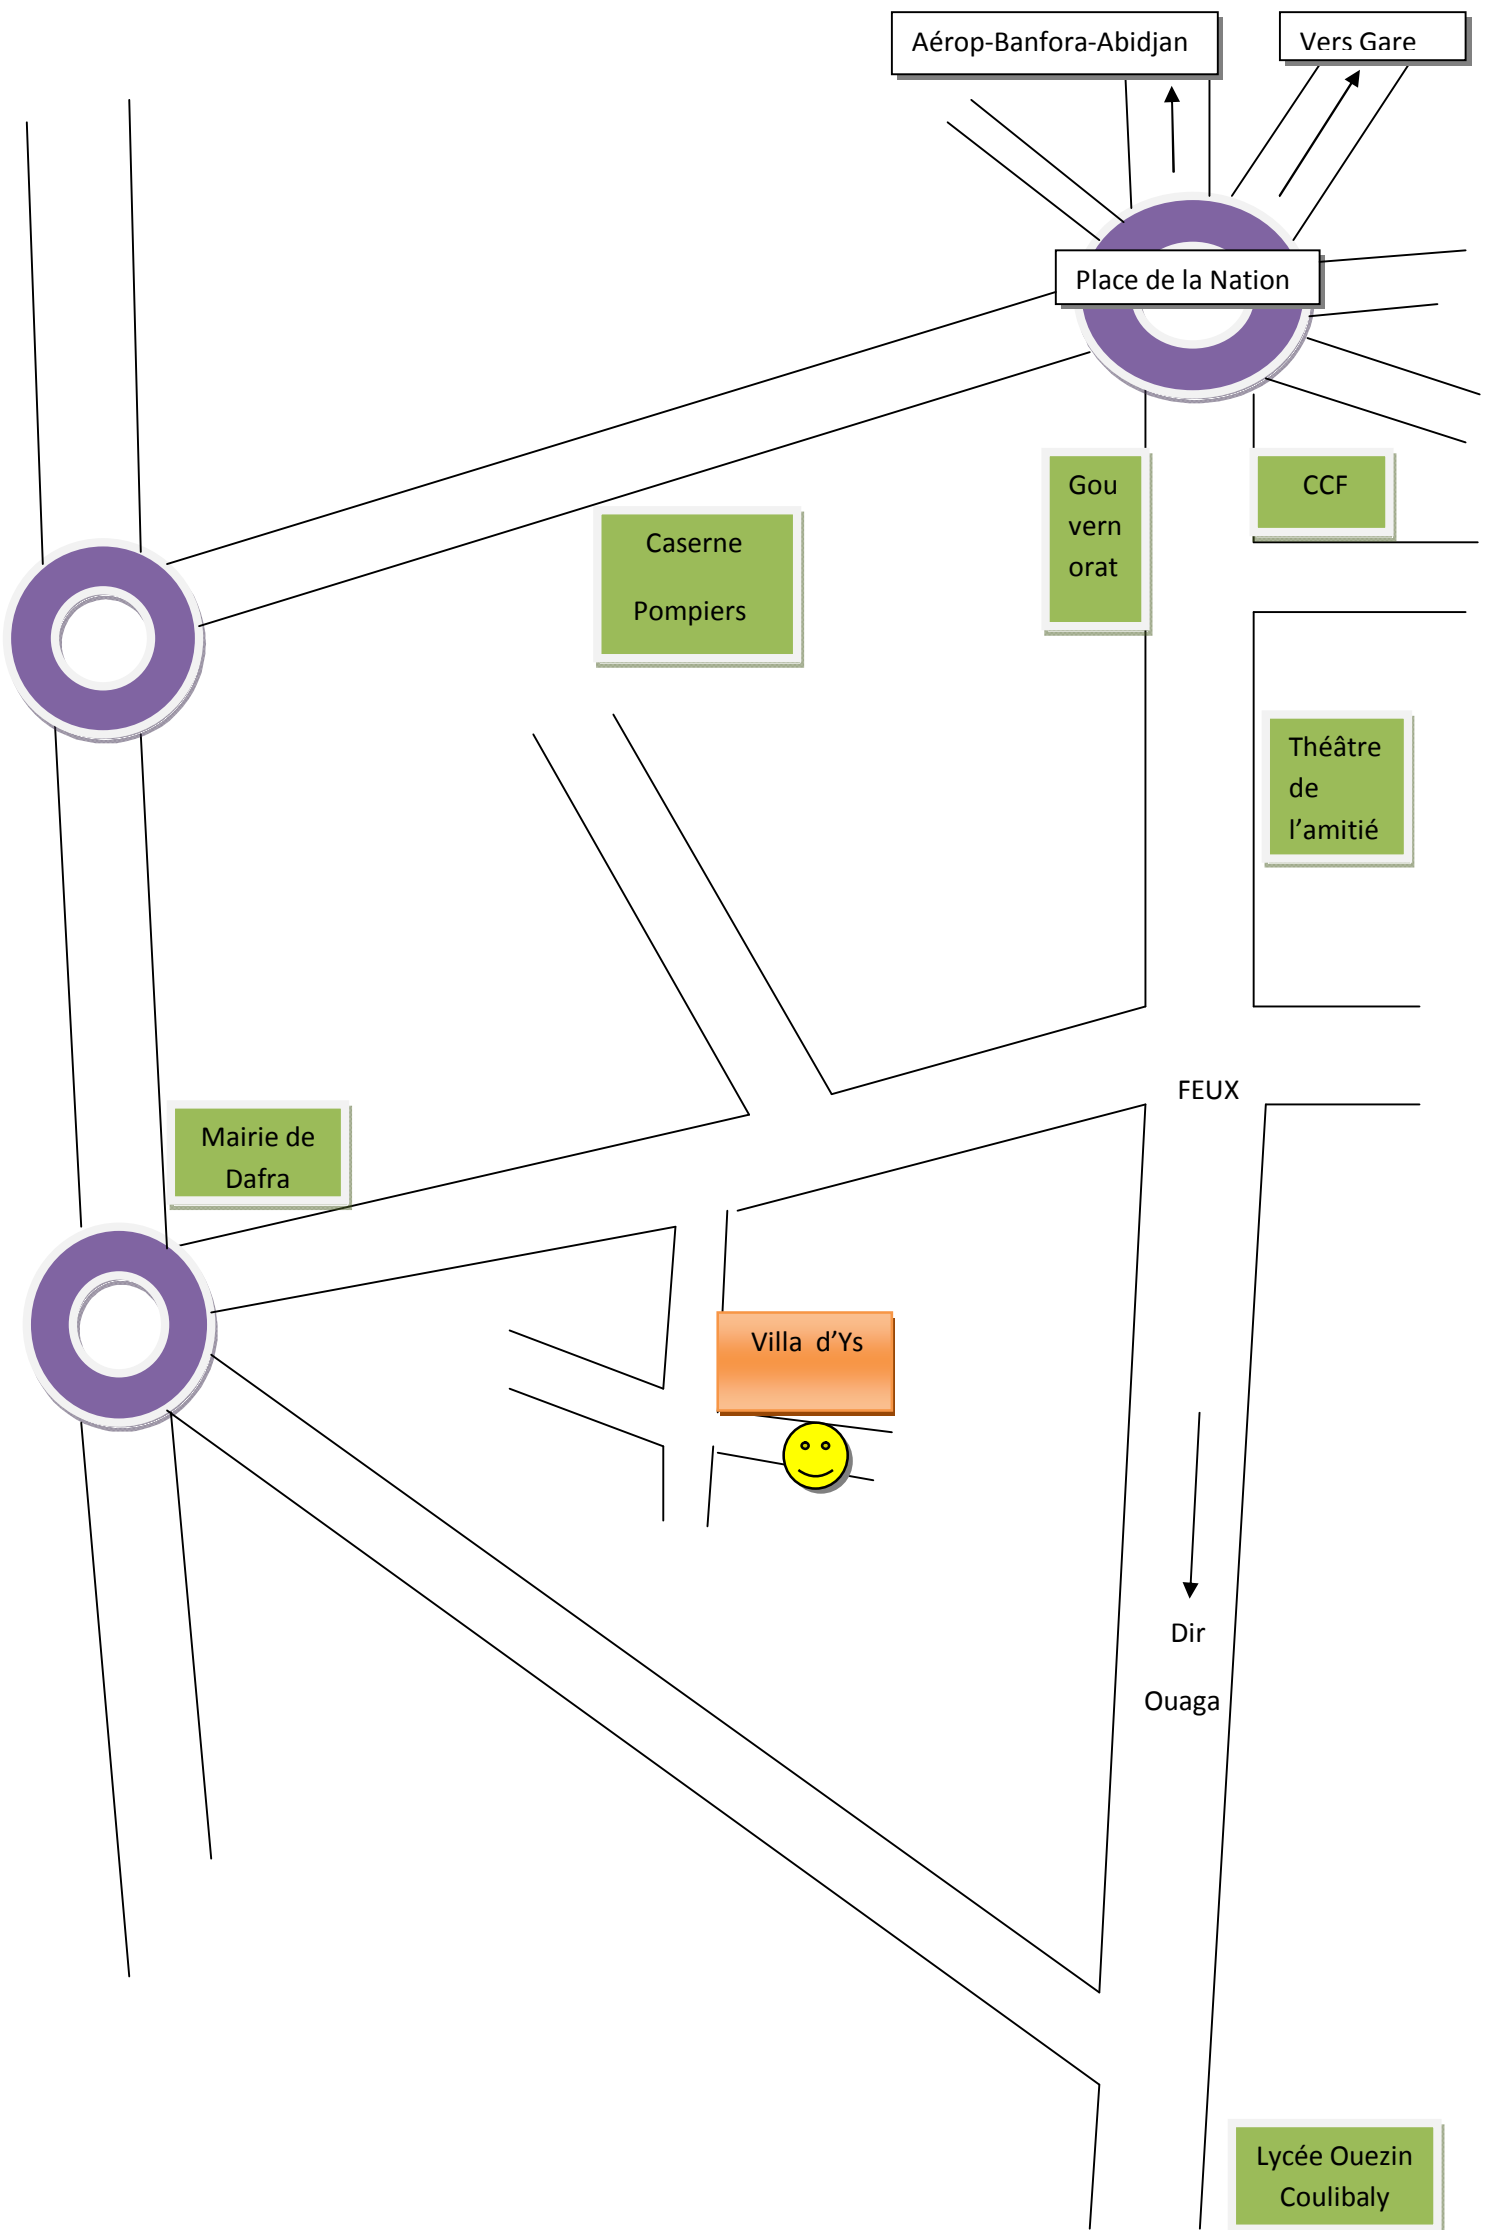 Aérop-Banfora-Abidjan
Vers Gare
Place de la Nation
Gou
vern
orat
CCF
Caserne
Pompiers
Théâtre
de
l’amitié
FEUX
Mairie de
Dafra
Villa d’Ys
Dir
Ouaga
Lycée Ouezin
Coulibaly